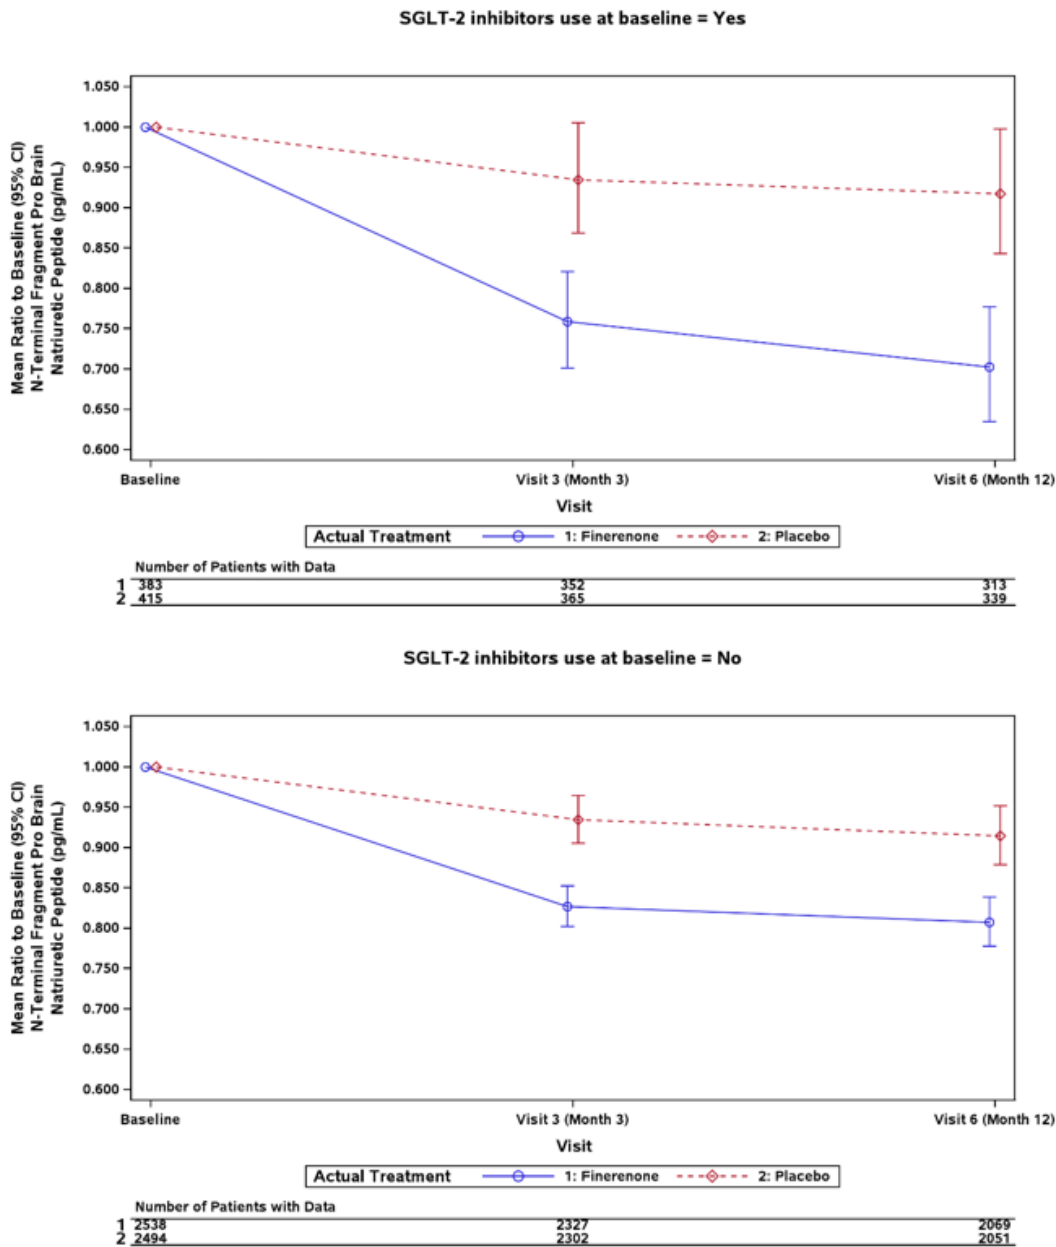 SGLT-2 inhibitors use at baseline = Yes
Mean Ratio to Baseline (95% CI)
N-Terminal Fragment Pro Brain
Natriuretic Peptide (pg/mL)
1.050
1.000
0.950
0.900
0.850
0.800
0.750
0.700
0.650
0.600
Baseline Visit 3 (Month 3) Visit 6 (Month 12)
Visit
Actual Treatment 1: Finerenone 2: Placebo
Number of Patients with Data
1 383 352 313
2 415 365 339
SGLT-2 inhibitors use at baseline = No
Mean Ratio to Baseline (95% CI)
N-Terminal Fragment Pro Brain
Natriuretic Peptide (pg/mL)
1.050
1.000
0.950
0.900
0.850
0.800
0.750
0.700
0.650
0.600
Baseline Visit 3 (Month 3) Visit 6 (Month 12)
Visit
Actual Treatment 1: Finerenone 2: Placebo
Number of Patients with Data
1 2538 2327 2069
2 2494 2302 2051